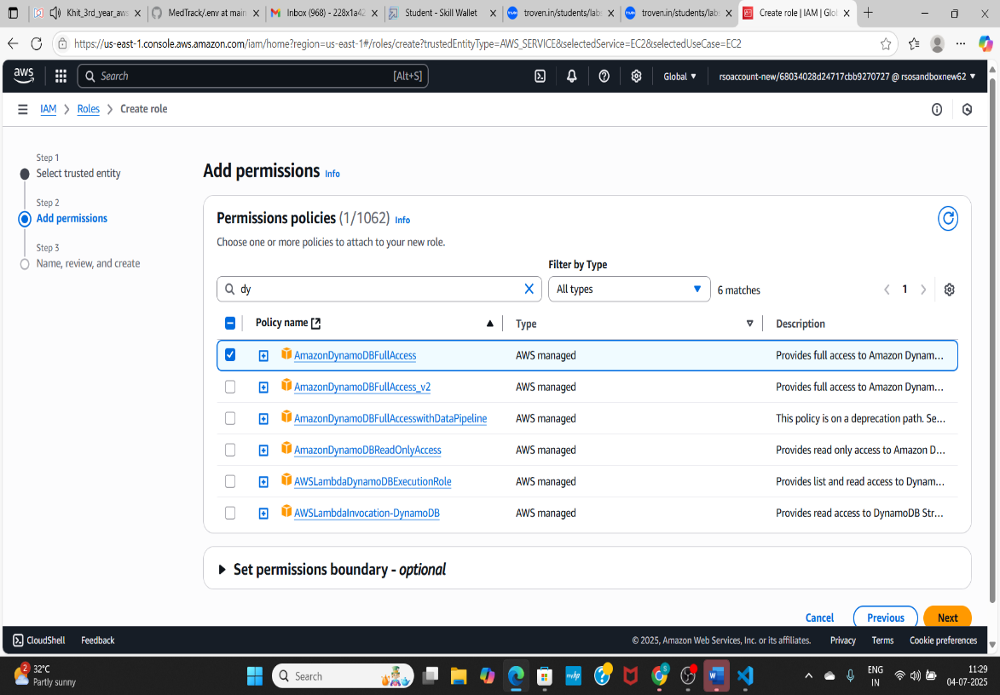 Khit_3rd_year_aws
MedTrack/.env at main
Inbox (968) - 228x1a42
Student - Skill Wallet
troven.in/students/labs
troven.in/students/labs
Create role | IAM | Glob
https://us-east-1.console.aws.amazon.com/iam/home?region=us-east-1#/roles/create?trustedEntityType=AWS_SERVICE&selectedService=EC2&selectedUseCase=EC2
aws
Search
[Alt+S]
Global
rsoaccount-new/68034028d24717cbb9270727 @ rsosandboxnew62
IAM
Roles
Create role
Step 1
Select trusted entity
Step 2
Add permissions
Step 3
Name, review, and create
Add permissions Info
Permissions policies (1/1062) Info
Choose one or more policies to attach to your new role.
Filter by Type
dy
All types
6 matches
1
Policy name Type Description
AmazonDynamoDBFullAccess AWS managed Provides full access to Amazon Dynam...
AmazonDynamoDBFullAccess_v2 AWS managed Provides full access to Amazon Dynam...
AmazonDynamoDBFullAccesswithDataPipeline AWS managed This policy is on a deprecation path. Se...
AmazonDynamoDBReadOnlyAccess AWS managed Provides read only access to Amazon D...
AWSLambdaDynamoDBExecutionRole AWS managed Provides list and read access to Dynam...
AWSLambdaInvocation-DynamoDB AWS managed Provides read access to DynamoDB Str...
Set permissions boundary - optional
Cancel
Previous
Next
CloudShell
Feedback
© 2025, Amazon Web Services, Inc. or its affiliates.
Privacy
Terms
Cookie preferences
2
32°C
Partly sunny
Search
ENG
IN
11:29
04-07-2025